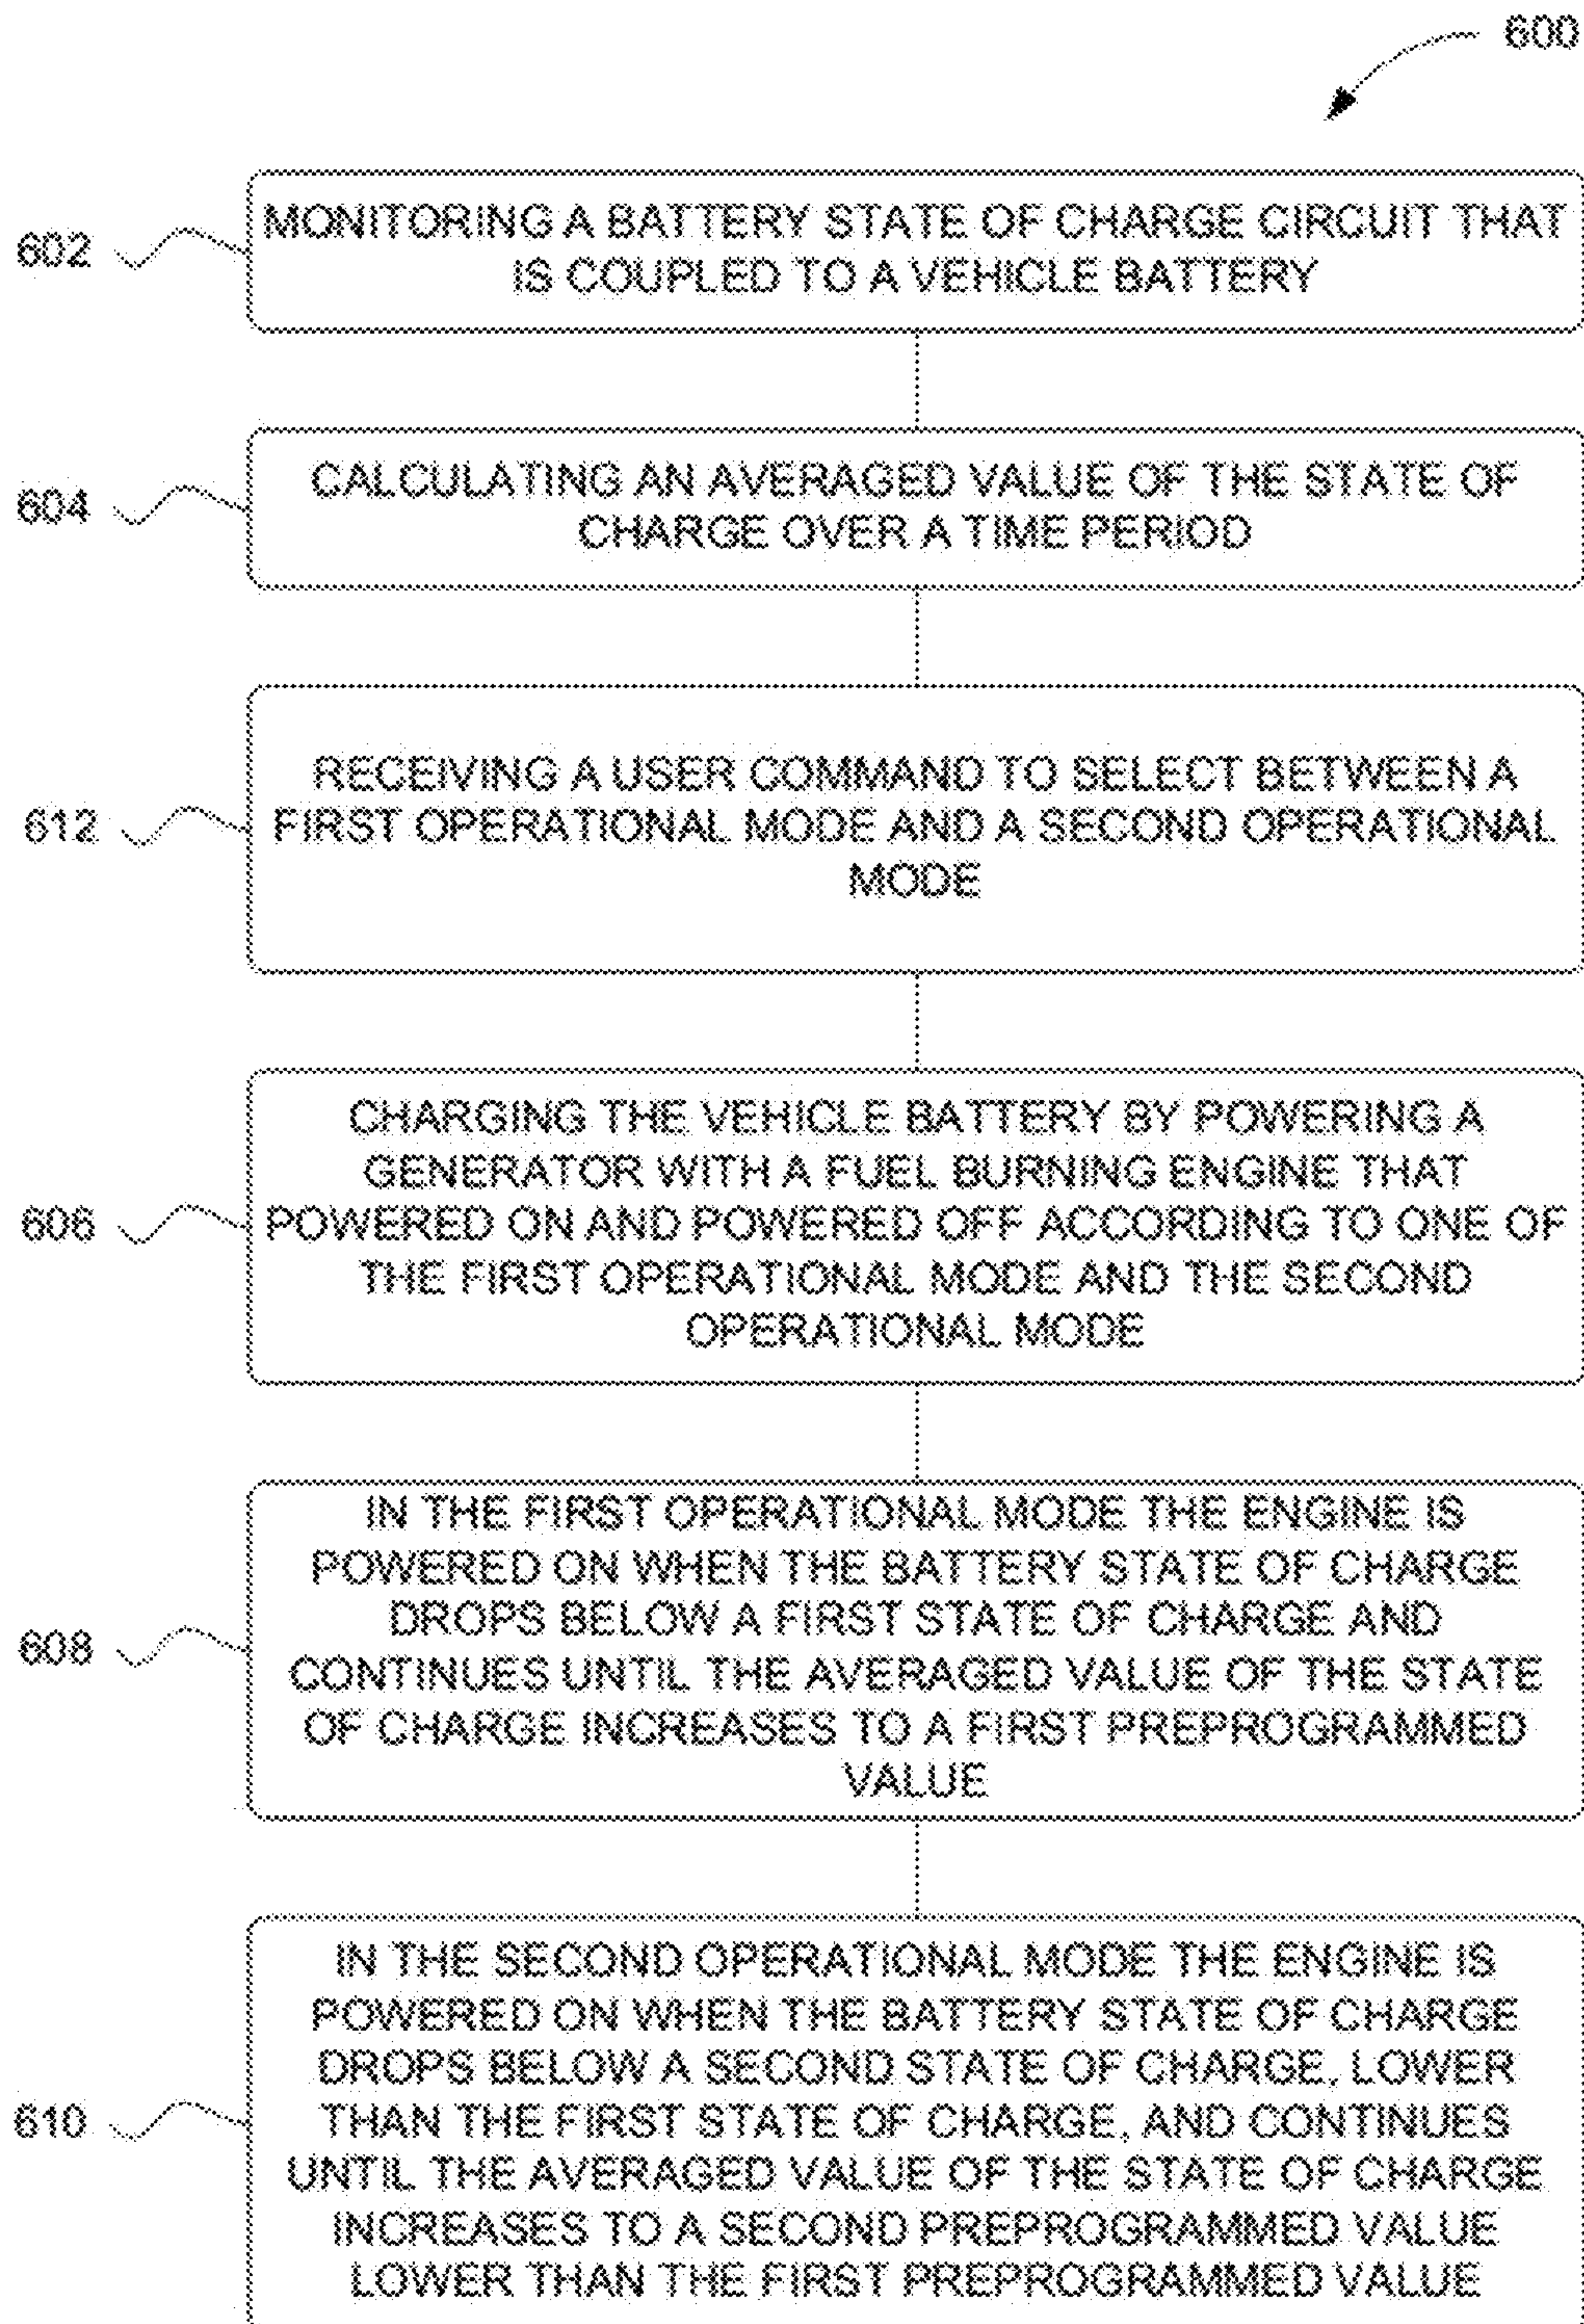 600
602
MONITORING A BATTERY STATE OF CHARGE CIRCUIT THAT
IS COUPLED TO A VEHICLE BATTERY
604
CALCULATING AN AVERAGED VALUE OF THE STATE OF
CHARGE OVER A TIME PERIOD
612
RECEIVING A USER COMMAND TO SELECT BETWEEN A
FIRST OPERATIONAL MODE AND A SECOND OPERATIONAL
MODE
606
CHARGING THE VEHICLE BATTERY BY POWERING A
GENERATOR WITH A FUEL BURNING ENGINE THAT
POWERED ON AND POWERED OFF ACCORDING TO ONE OF
THE FIRST OPERATIONAL MODE AND THE SECOND
OPERATIONAL MODE
608
IN THE FIRST OPERATIONAL MODE THE ENGINE IS
POWERED ON WHEN THE BATTERY STATE OF CHARGE
DROPS BELOW A FIRST STATE OF CHARGE AND
CONTINUES UNTIL THE AVERAGED VALUE OF THE STATE
OF CHARGE INCREASES TO A FIRST PREPROGRAMMED
VALUE
610
IN THE SECOND OPERATIONAL MODE THE ENGINE IS
POWERED ON WHEN THE BATTERY STATE OF CHARGE
DROPS BELOW A SECOND STATE OF CHARGE, LOWER
THAN THE FIRST STATE OF CHARGE, AND CONTINUES
UNTIL THE AVERAGED VALUE OF THE STATE OF CHARGE
INCREASES TO A SECOND PREPROGRAMMED VALUE
LOWER THAN THE FIRST PREPROGRAMMED VALUE